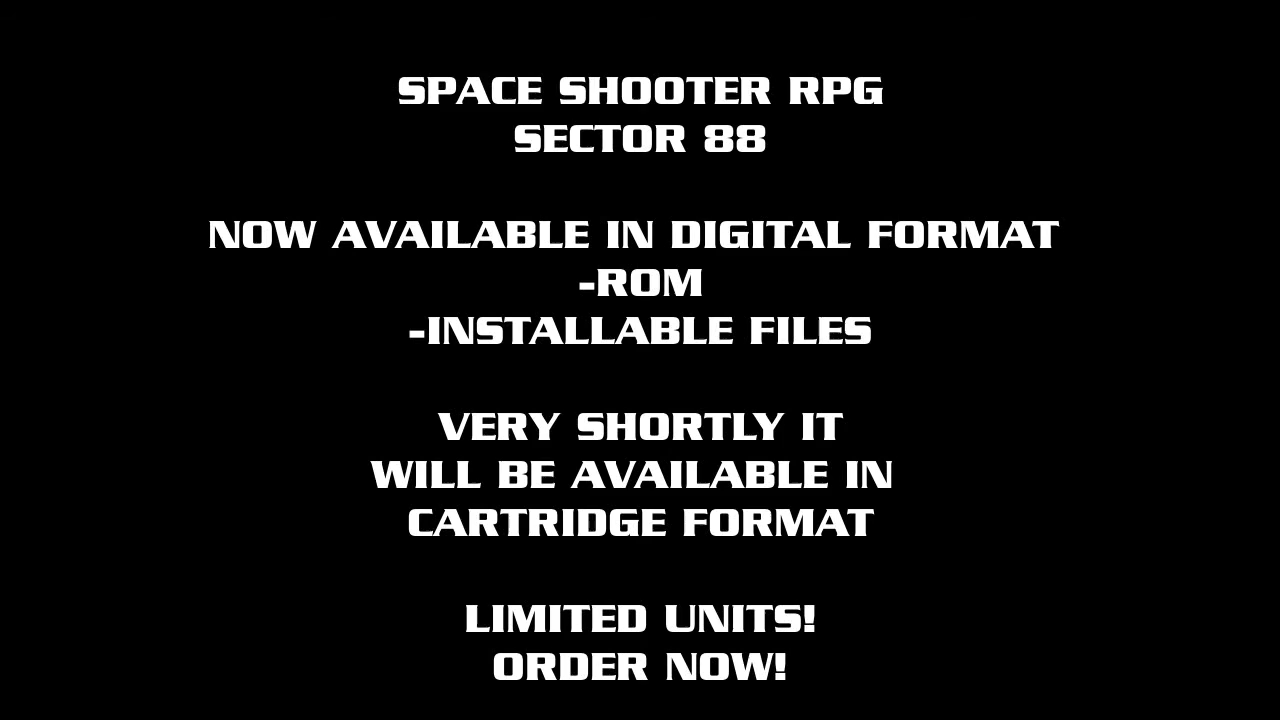 SPACE SHOOTER RPG
SECTOR 88
NOW AVAILABLE IN DIGITAL FORMAT
-ROM
-INSTALLABLE FILES
VERY SHORTLY IT
WILL BE AVAILABLE IN
CARTRIDGE FORMAT
LIMITED UNITS!
ORDER NOW!